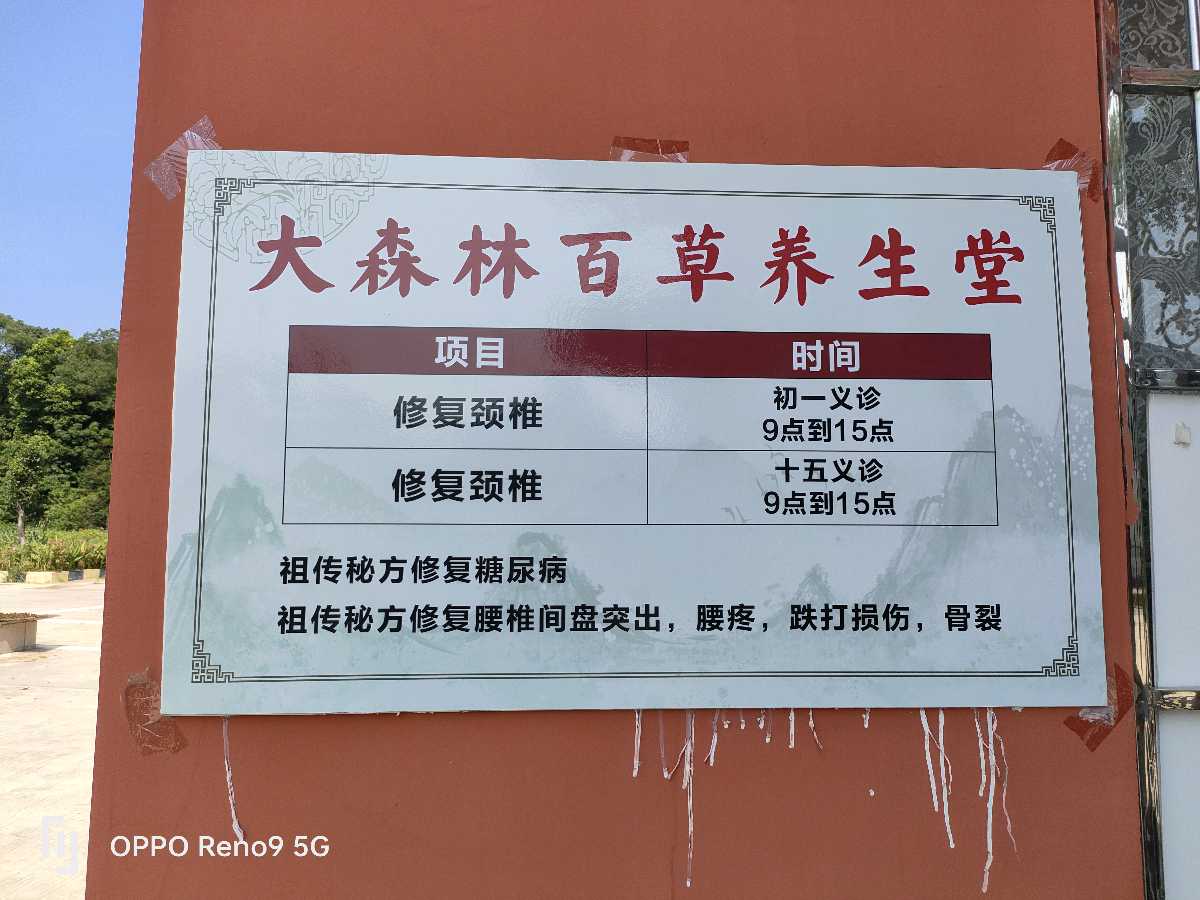 大森林百草养生堂
项目 时间
修复颈椎 初一义诊
9点到15点
修复颈椎 十五义诊
9点到15点
祖传秘方修复糖尿病
祖传秘方修复腰椎间盘突出，腰疼，跌打损伤，骨裂
OPPO Reno9 5G